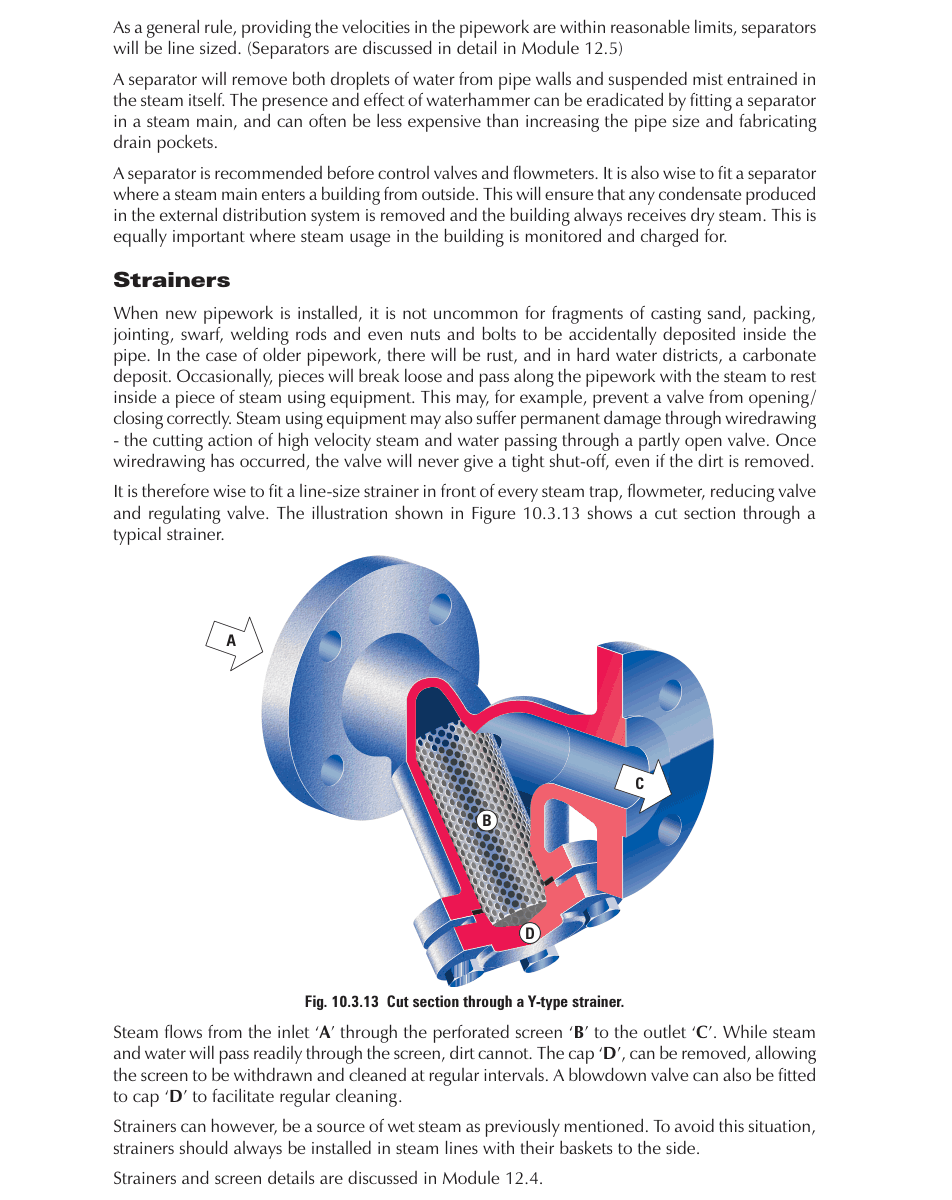 As a general rule, providing the velocities in the pipework are within reasonable limits, separators
will be line sized. (Separators are discussed in detail in Module 12.5)
A separator will remove both droplets of water from pipe walls and suspended mist entrained in
the steam itself. The presence and effect of waterhammer can be eradicated by fitting a separator
in a steam main, and can often be less expensive than increasing the pipe size and fabricating
drain pockets.
A separator is recommended before control valves and flowmeters. It is also wise to fit a separator
where a steam main enters a building from outside. This will ensure that any condensate produced
in the external distribution system is removed and the building always receives dry steam. This is
equally important where steam usage in the building is monitored and charged for.
Strainers
When new pipework is installed, it is not uncommon for fragments of casting sand, packing,
jointing, swarf, welding rods and even nuts and bolts to be accidentally deposited inside the
pipe. In the case of older pipework, there will be rust, and in hard water districts, a carbonate
deposit. Occasionally, pieces will break loose and pass along the pipework with the steam to rest
inside a piece of steam using equipment. This may, for example, prevent a valve from opening/
closing correctly. Steam using equipment may also suffer permanent damage through wiredrawing
- the cutting action of high velocity steam and water passing through a partly open valve. Once
wiredrawing has occurred, the valve will never give a tight shut-off, even if the dirt is removed.
It is therefore wise to fit a line-size strainer in front of every steam trap, flowmeter, reducing valve
and regulating valve. The illustration shown in Figure 10.3.13 shows a cut section through a
typical strainer.
A
C
B
D
Fig. 10.3.13 Cut section through a Y-type strainer.
Steam flows from the inlet ‘A’ through the perforated screen ‘B’ to the outlet ‘C’. While steam
and water will pass readily through the screen, dirt cannot. The cap ‘D’, can be removed, allowing
the screen to be withdrawn and cleaned at regular intervals. A blowdown valve can also be fitted
to cap ‘D’ to facilitate regular cleaning.
Strainers can however, be a source of wet steam as previously mentioned. To avoid this situation,
strainers should always be installed in steam lines with their baskets to the side.
Strainers and screen details are discussed in Module 12.4.